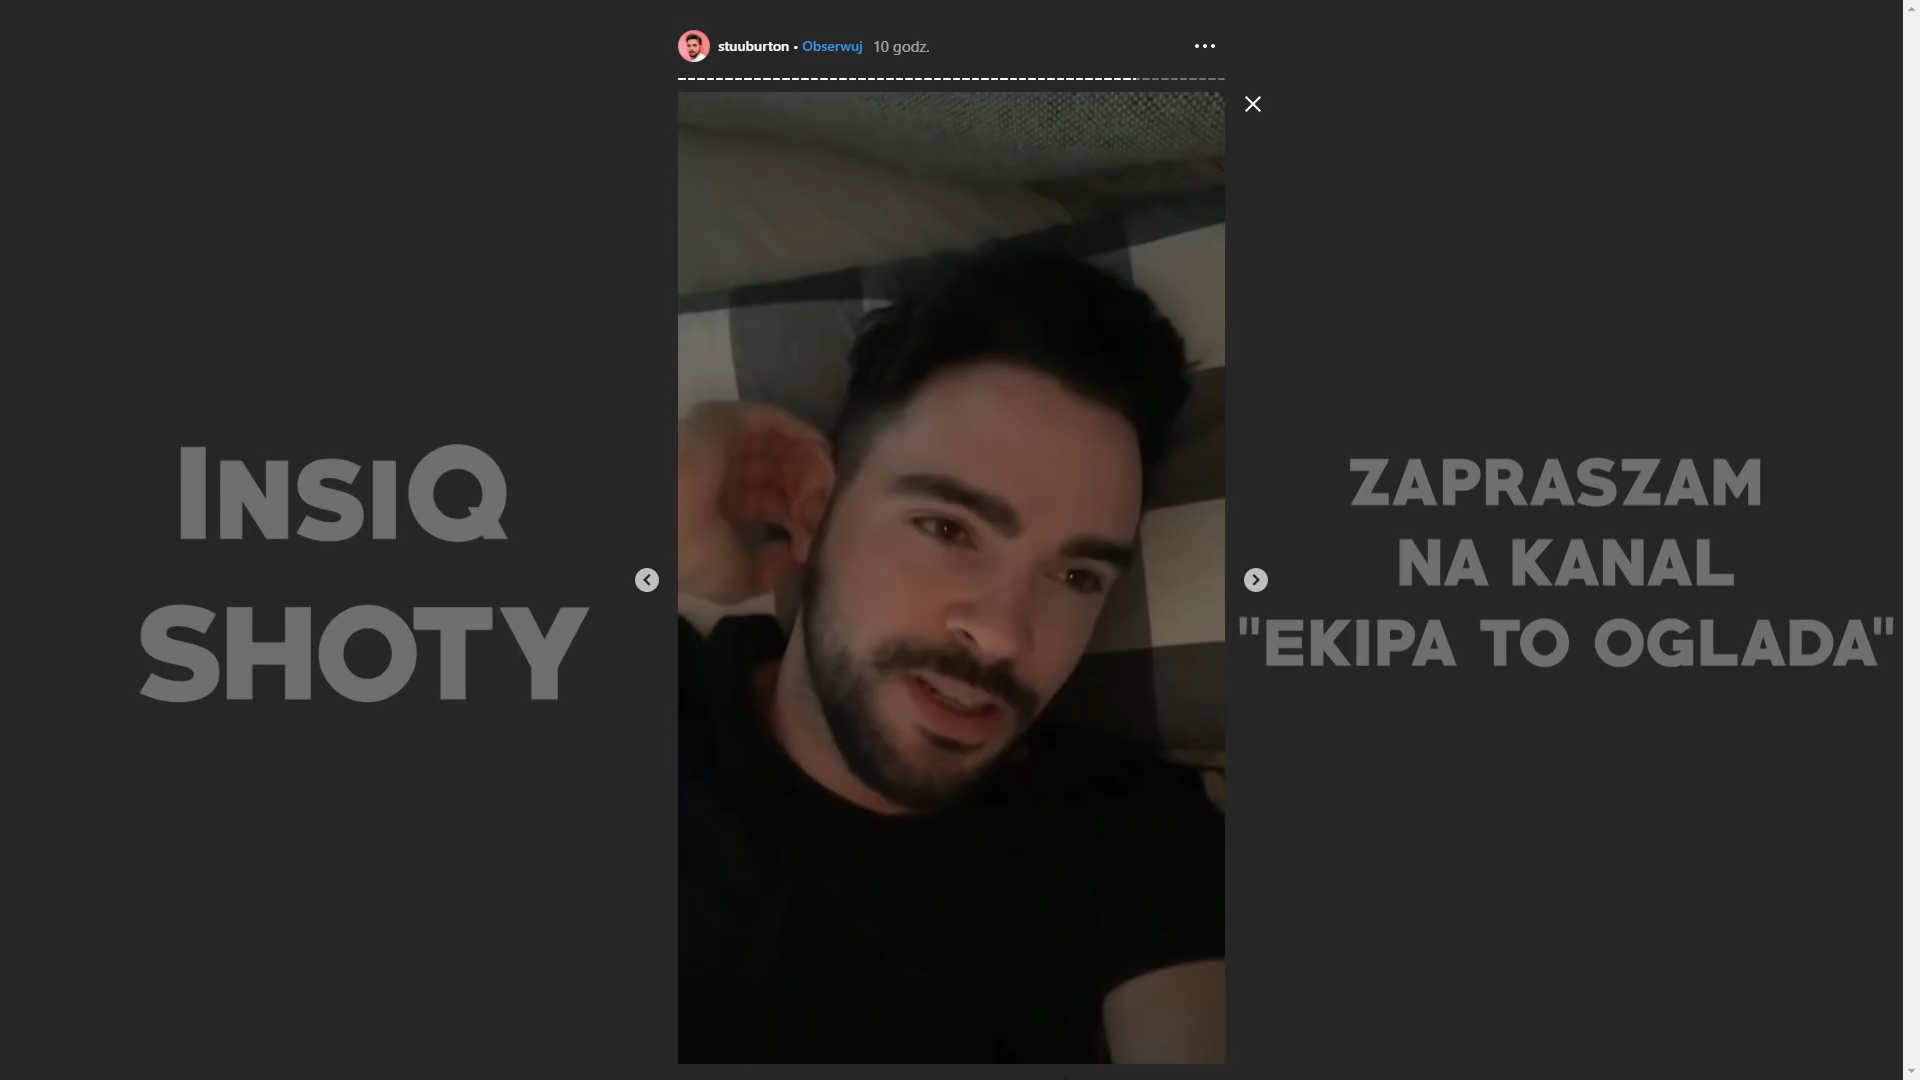 stuuburton • Obserwuj 10 godz.
INSIQ
SHOTY
ZAPRASZAM
NA KANAL
"EKIPA TO OGLADA"